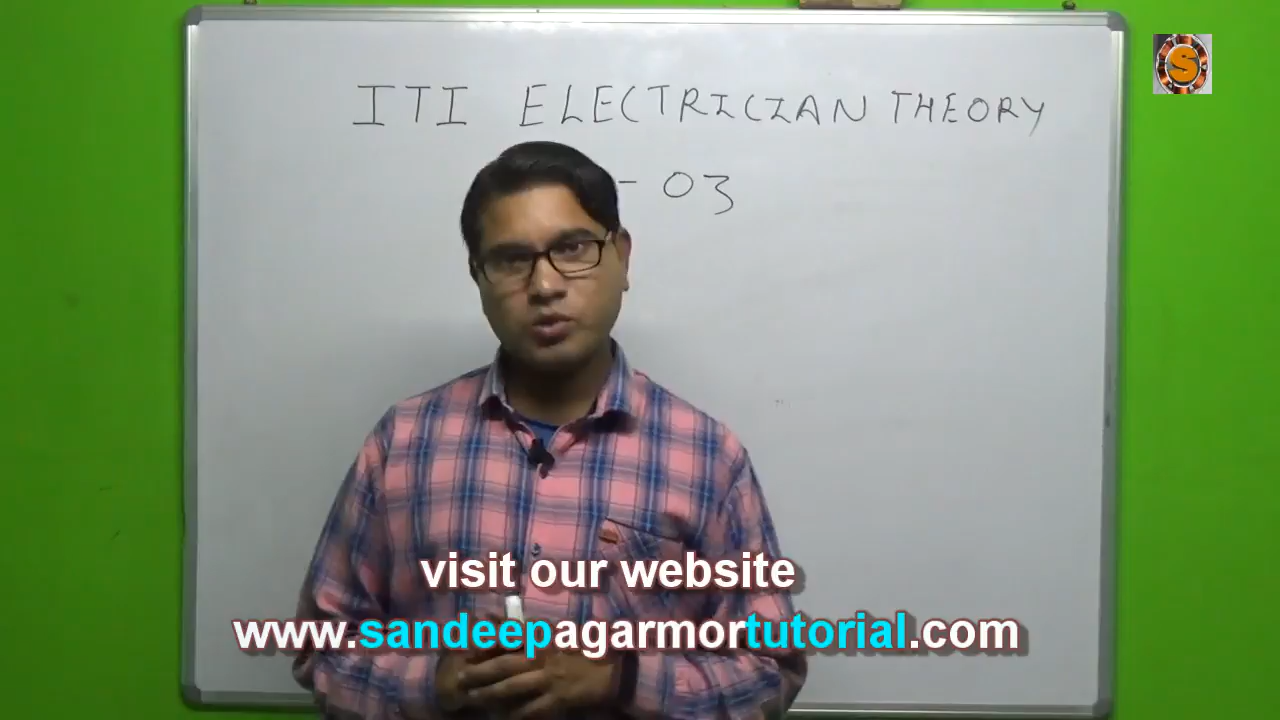 ITI ELECTRICIAN THEORY
- 03
S
visit our website
www.sandeepagarmortutorial.com